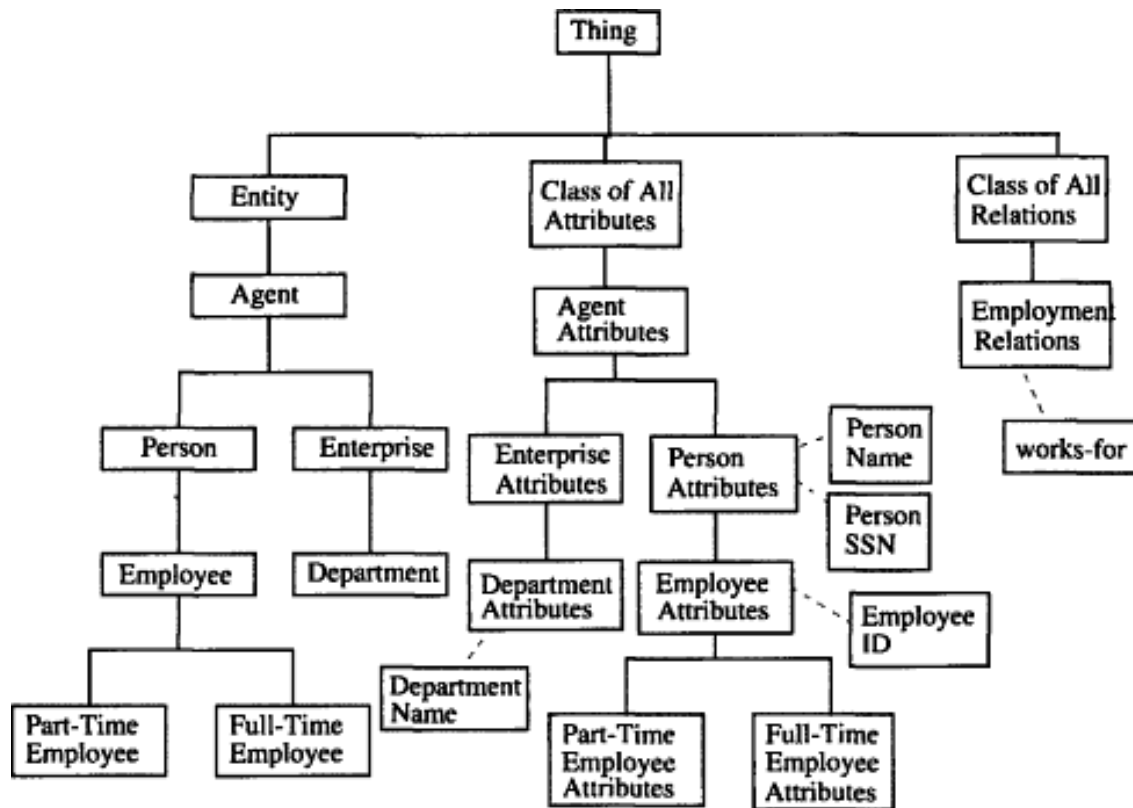 Thing
Entity
Class of All
Attributes
Class of All
Relations
Agent
Agent
Attributes
Employment
Relations
Person
Enterprise
Enterprise
Attributes
Person
Attributes
Person
Name
works-for
Person
SSN
Employee
Department
Department
Attributes
Employee
Attributes
Employee
ID
Department
Name
Part-Time
Employee
Full-Time
Employee
Part-Time
Employee
Attributes
Full-Time
Employee
Attributes